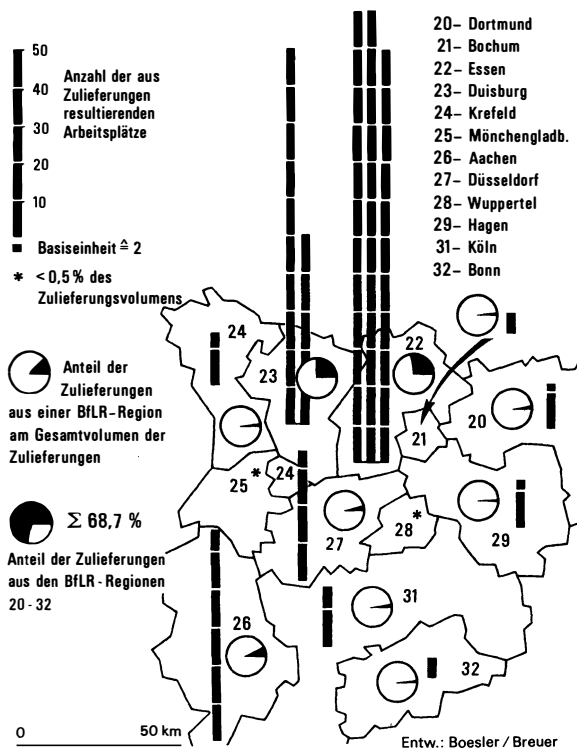 50
40
30
20
10
Anzahl der aus
Zulieferungen
resultierenden
Arbeitsplätze
Basiseinheit ≙ 2
* < 0,5 % des
Zulieferungsvolumens
Anteil der
Zulieferungen
aus einer BfLR-Region
am Gesamtvolumen der
Zulieferungen
Σ 68,7 %
Anteil der Zulieferungen
aus den BfLR-Regionen
20-32
20– Dortmund
21– Bochum
22– Essen
23– Duisburg
24– Krefeld
25– Mönchengladb.
26– Aachen
27– Düsseldorf
28– Wuppertel
29– Hagen
31– Köln
32– Bonn
24
23
22
21
20
25 *
24
27
28 *
29
26
31
32
0 50 km
Entw.: Boesler / Breuer